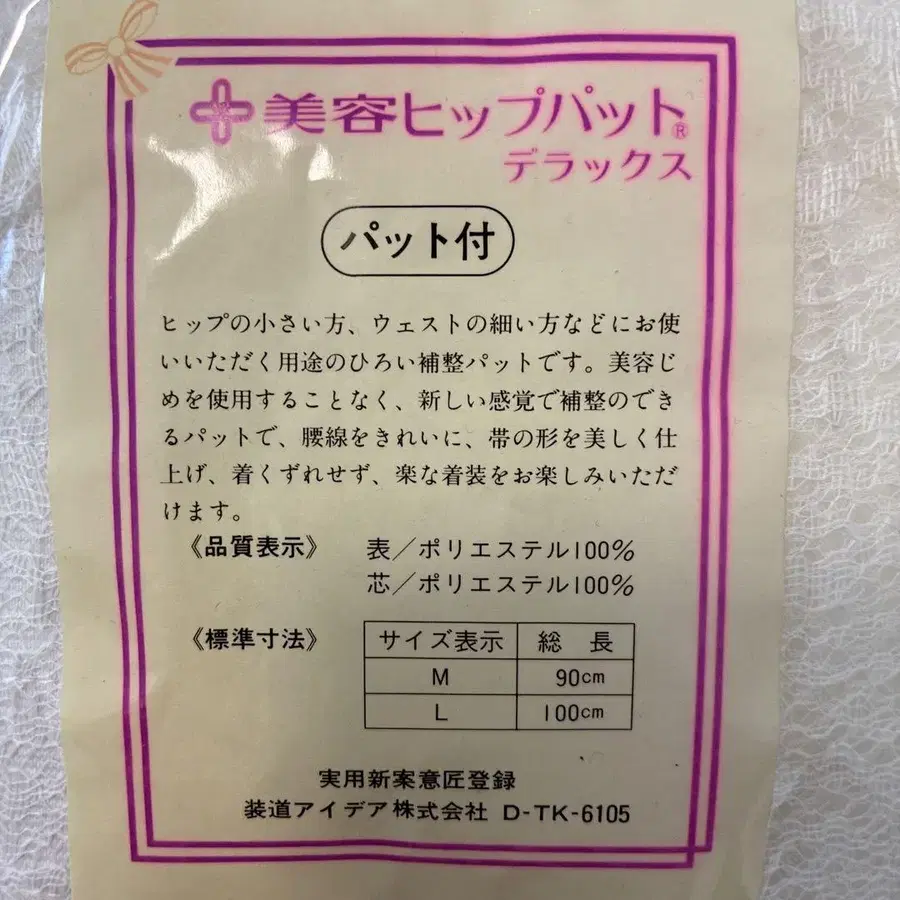 美容ヒップパット®
デラックス
パット付
ヒップの小さい方、ウェストの細い方などにお使
いいただく用途のひろい補整パットです。美容じ
めを使用することなく、新しい感覚で補整のでき
るパットで、腰線をきれいに、帯の形を美しく仕
上げ、着くずれせず、楽な着装をお楽しみいただ
けます。
《品質表示》 表/ポリエステル100%
芯/ポリエステル100%
《標準寸法》 サイズ表示 総長
M 90cm
L 100cm
実用新案意匠登録
装道アイデア株式会社 D-TK-6105